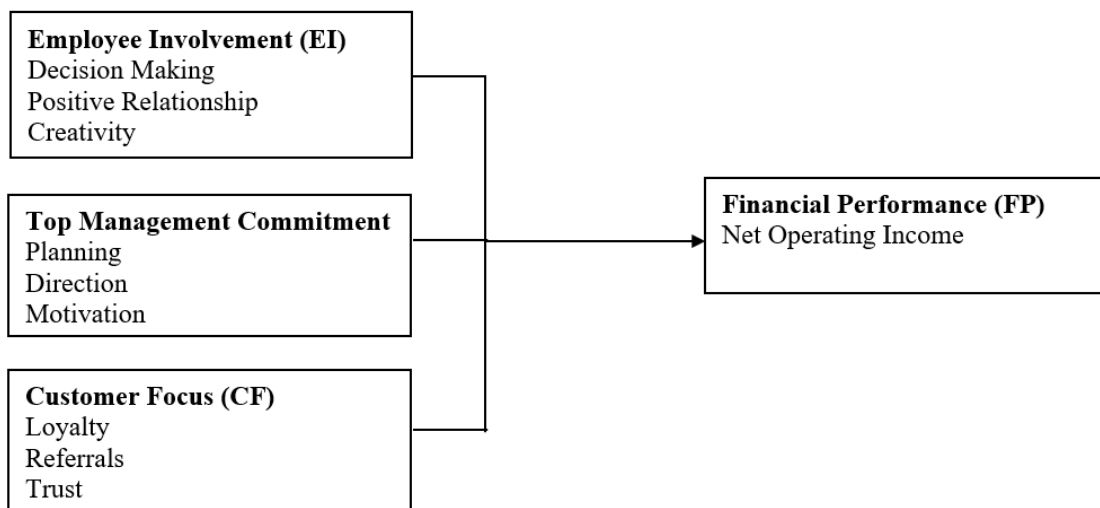 Employee Involvement (EI)
Decision Making
Positive Relationship
Creativity
Top Management Commitment
Planning
Direction
Motivation
Financial Performance (FP)
Net Operating Income
Customer Focus (CF)
Loyalty
Referrals
Trust